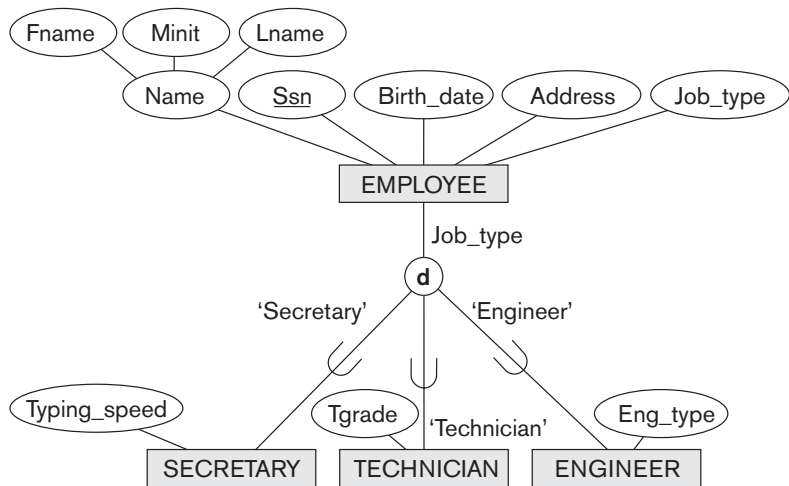 Fname Minit Lname
Name Ssn Birth_date Address Job_type
EMPLOYEE
Job_type
d
‘Secretary’ ‘Engineer’
Typing_speed Tgrade Eng_type
‘Technician’
SECRETARY TECHNICIAN ENGINEER